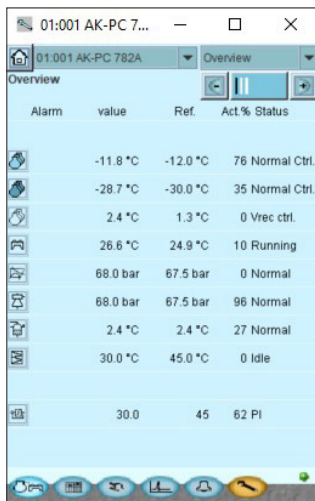 01:001 AK-PC 7...
01:001 AK-PC 782A Overview
Overview
Alarm value Ref. Act.% Status
-11.8 °C -12.0 °C 76 Normal Ctrl.
-28.7 °C -30.0 °C 35 Normal Ctrl.
2.4 °C 1.3 °C 0 Vrec ctrl.
26.6 °C 24.9 °C 10 Running
68.0 bar 67.5 bar 0 Normal
68.0 bar 67.5 bar 96 Normal
2.4 °C 2.4 °C 27 Normal
30.0 °C 45.0 °C 0 Idle
30.0 45 62 PI